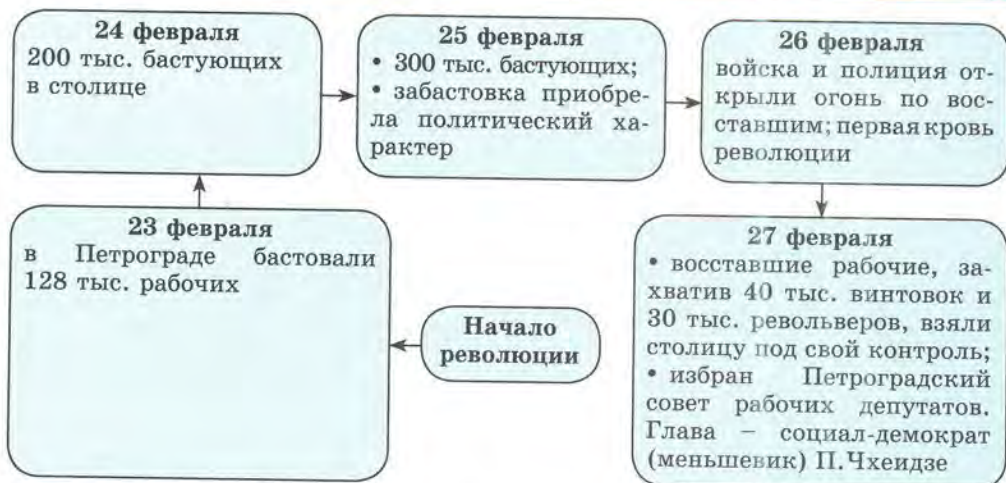 24 февраля
200 тыс. бастующих
в столице
25 февраля
• 300 тыс. бастующих;
• забастовка приобре-
ла политический ха-
рактер
26 февраля
войска и полиция от-
крыли огонь по вос-
ставшим; первая кровь
революции
23 февраля
в Петрограде бастовали
128 тыс. рабочих
Начало
революции
27 февраля
• восставшие рабочие, за-
хватив 40 тыс. винтовок и
30 тыс. револьверов, взяли
столицу под свой контроль;
• избран Петроградский
совет рабочих депутатов.
Глава – социал-демократ
(меньшевик) П.Чхеидзе